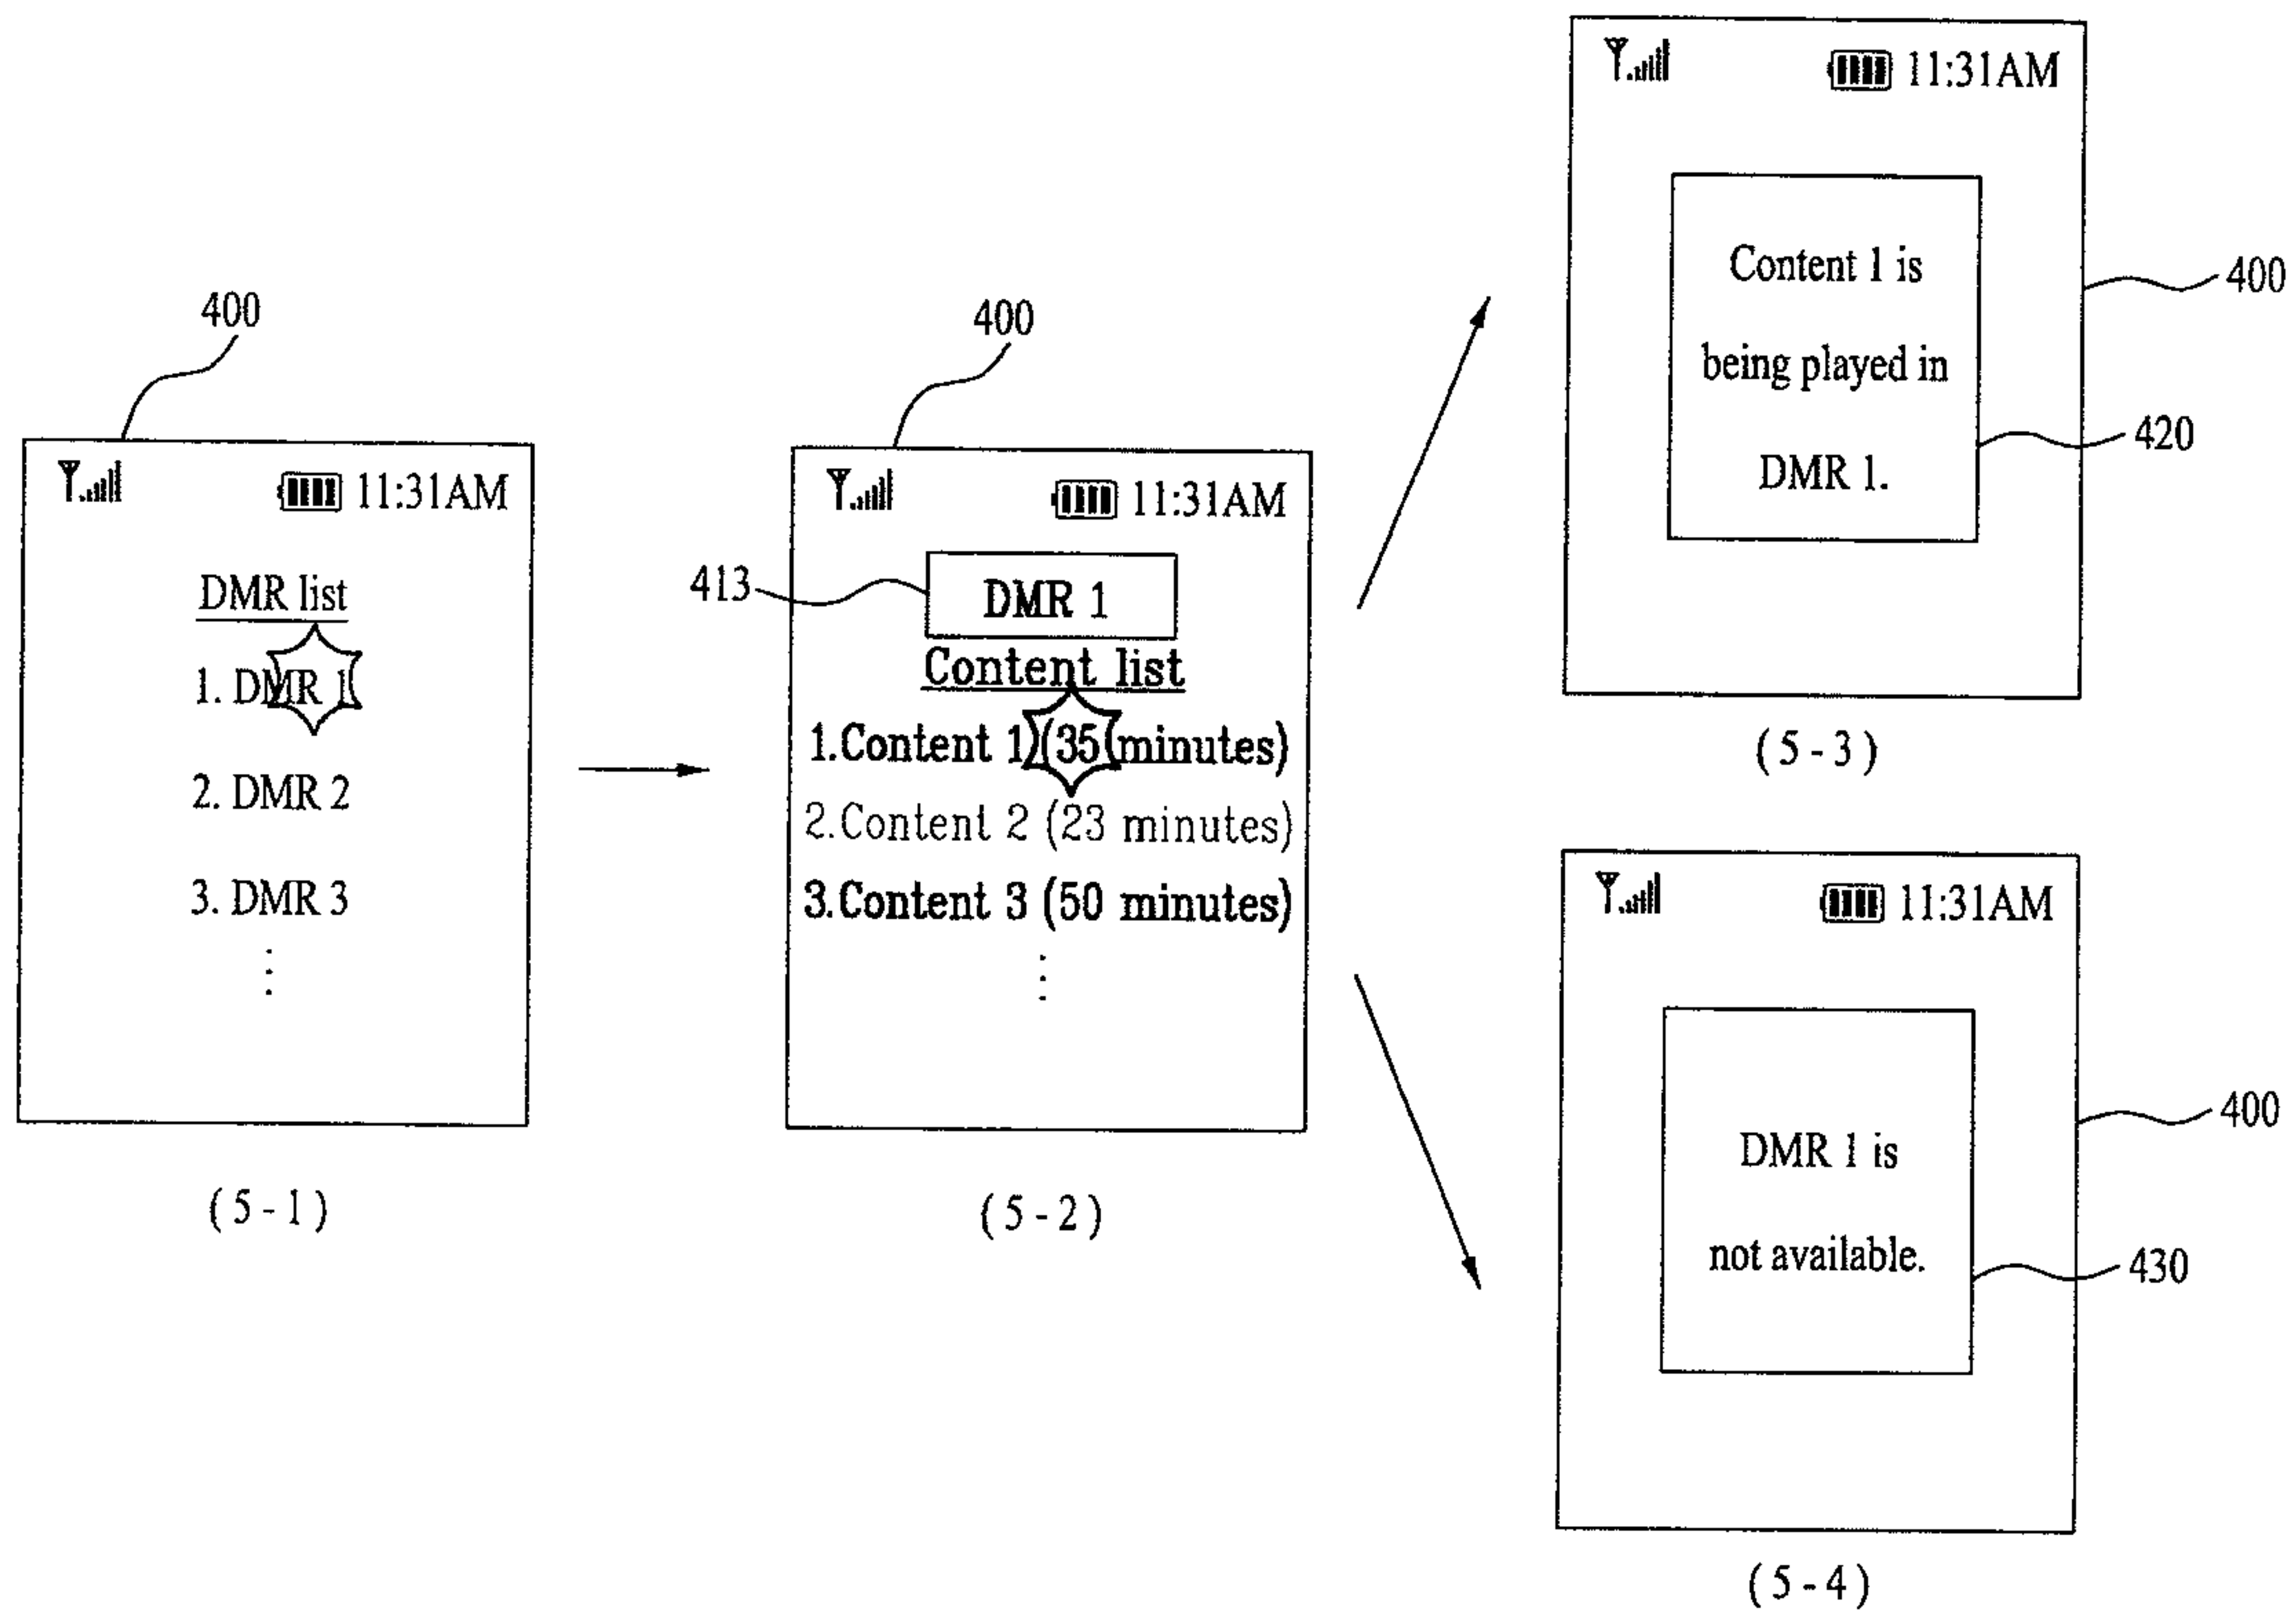 400
11:31AM
DMR list
1. DMR 1
2. DMR 2
3. DMR 3
(5-1)
400
11:31AM
413
DMR 1
Content list
1.Content 1 (35 minutes)
2.Content 2 (23 minutes)
3.Content 3 (50 minutes)
(5-2)
11:31AM
Content 1 is
being played in
DMR 1.
400
420
(5-3)
11:31AM
DMR 1 is
not available.
400
430
(5-4)